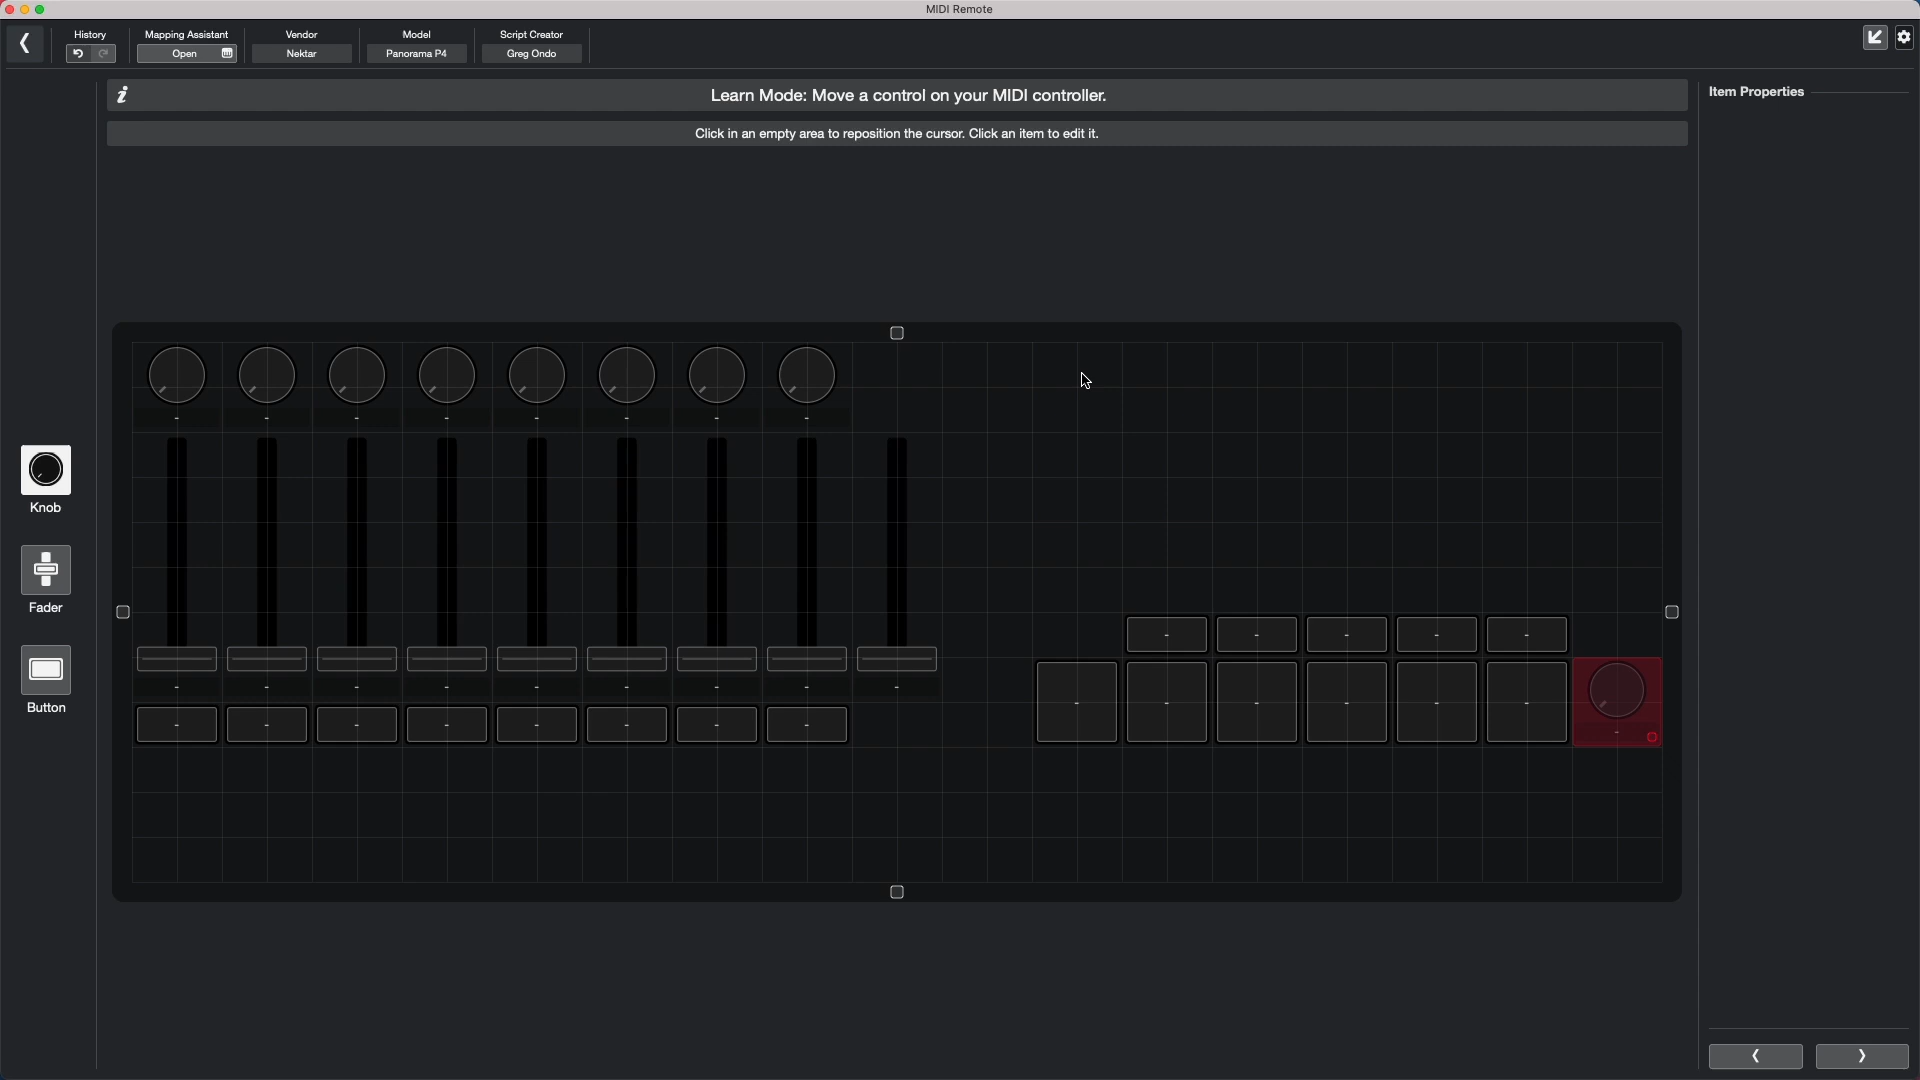 MIDI Remote
History
Mapping Assistant
Vendor
Model
Script Creator
Open
Nektar
Panorama P4
Greg Ondo
Learn Mode: Move a control on your MIDI controller.
Item Properties
Click in an empty area to reposition the cursor. Click an item to edit it.
Knob
Fader
Button